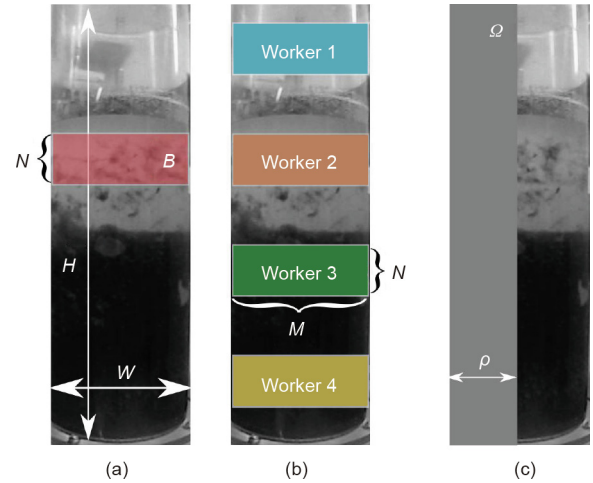 N
B
H
W
(a)
Worker 1
Worker 2
Worker 3
N
M
Worker 4
(b)
Ω
ρ
(c)